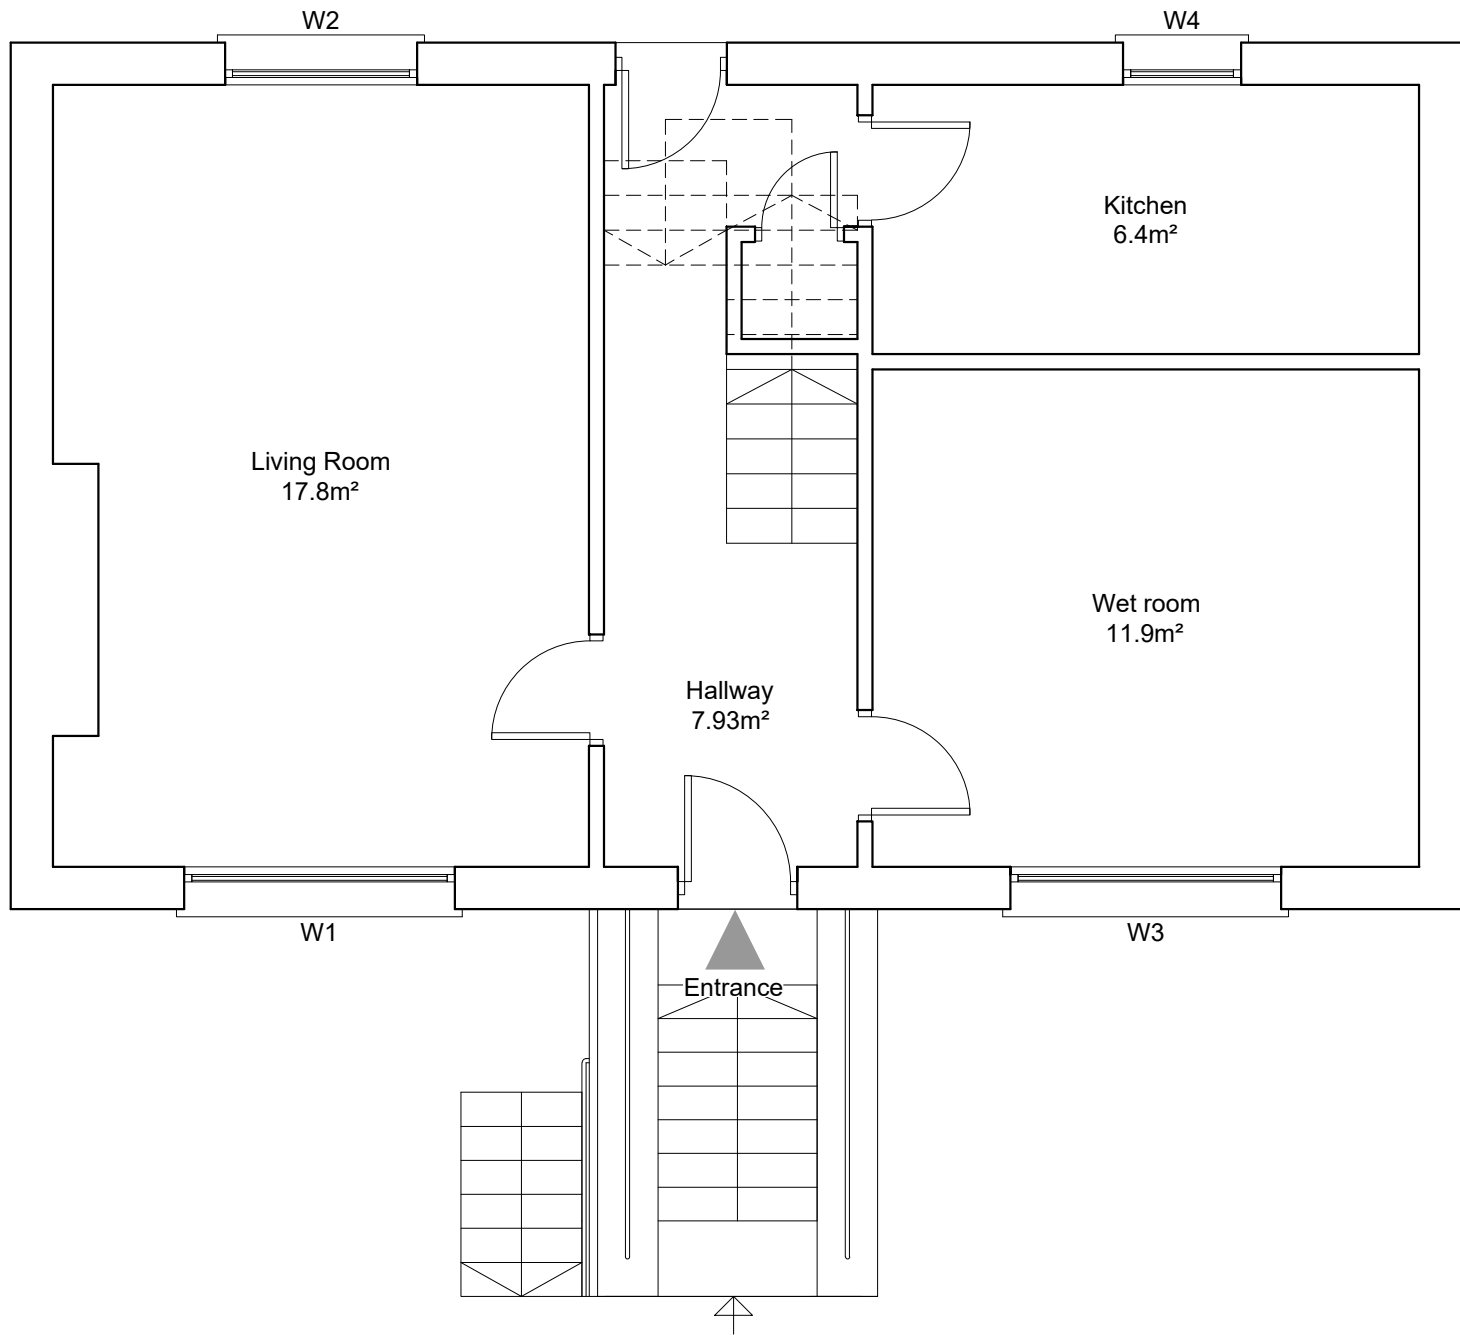 W2
W4
Kitchen
6.4m²
Living Room
17.8m²
Wet room
11.9m²
Hallway
7.93m²
W1
W3
Entrance